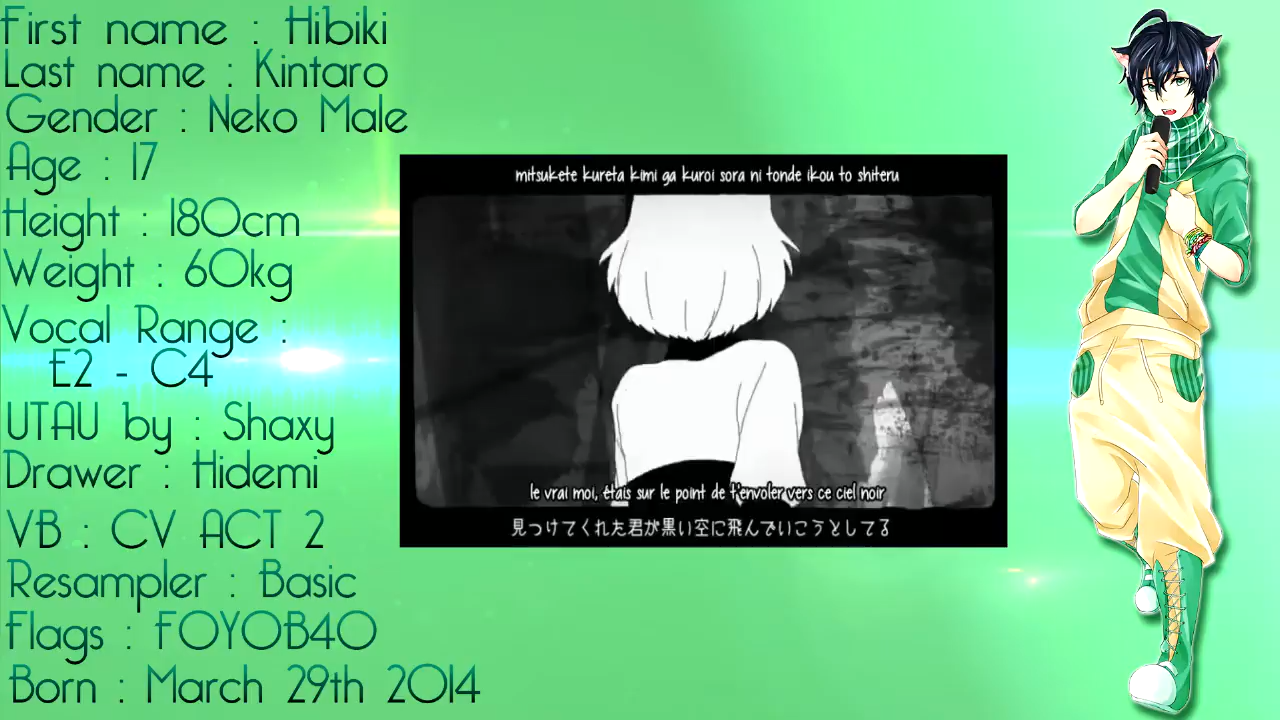 First name : Hibiki
Last name : Kintaro
Gender : Neko Male
Age : 17
Height : 180cm
Weight : 60kg
Vocal Range :
E2 - C4
UTAU by : Shaxy
Drawer : Hidemi
VB : CV ACT 2
Resampler : Basic
Flags : F0Y0B40
Born : March 29th 2014
mitsukete kureta kimi ga kuroi sora ni tonde ikou to shiteru
le vrai moi, étais sur le point de t'envoler vers ce ciel noir
見つけてくれた君が黒い空に飛んでいこうとしてる